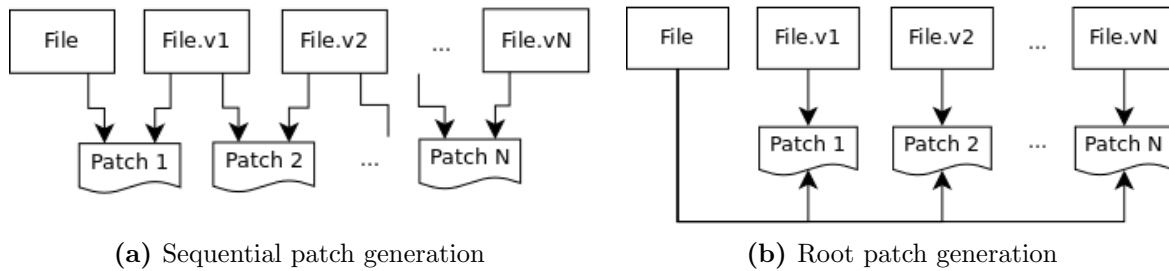 File File.v1 File.v2 ... File.vN
Patch 1 Patch 2 ... Patch N
(a) Sequential patch generation
File File.v1 File.v2 ... File.vN
Patch 1 Patch 2 ... Patch N
(b) Root patch generation